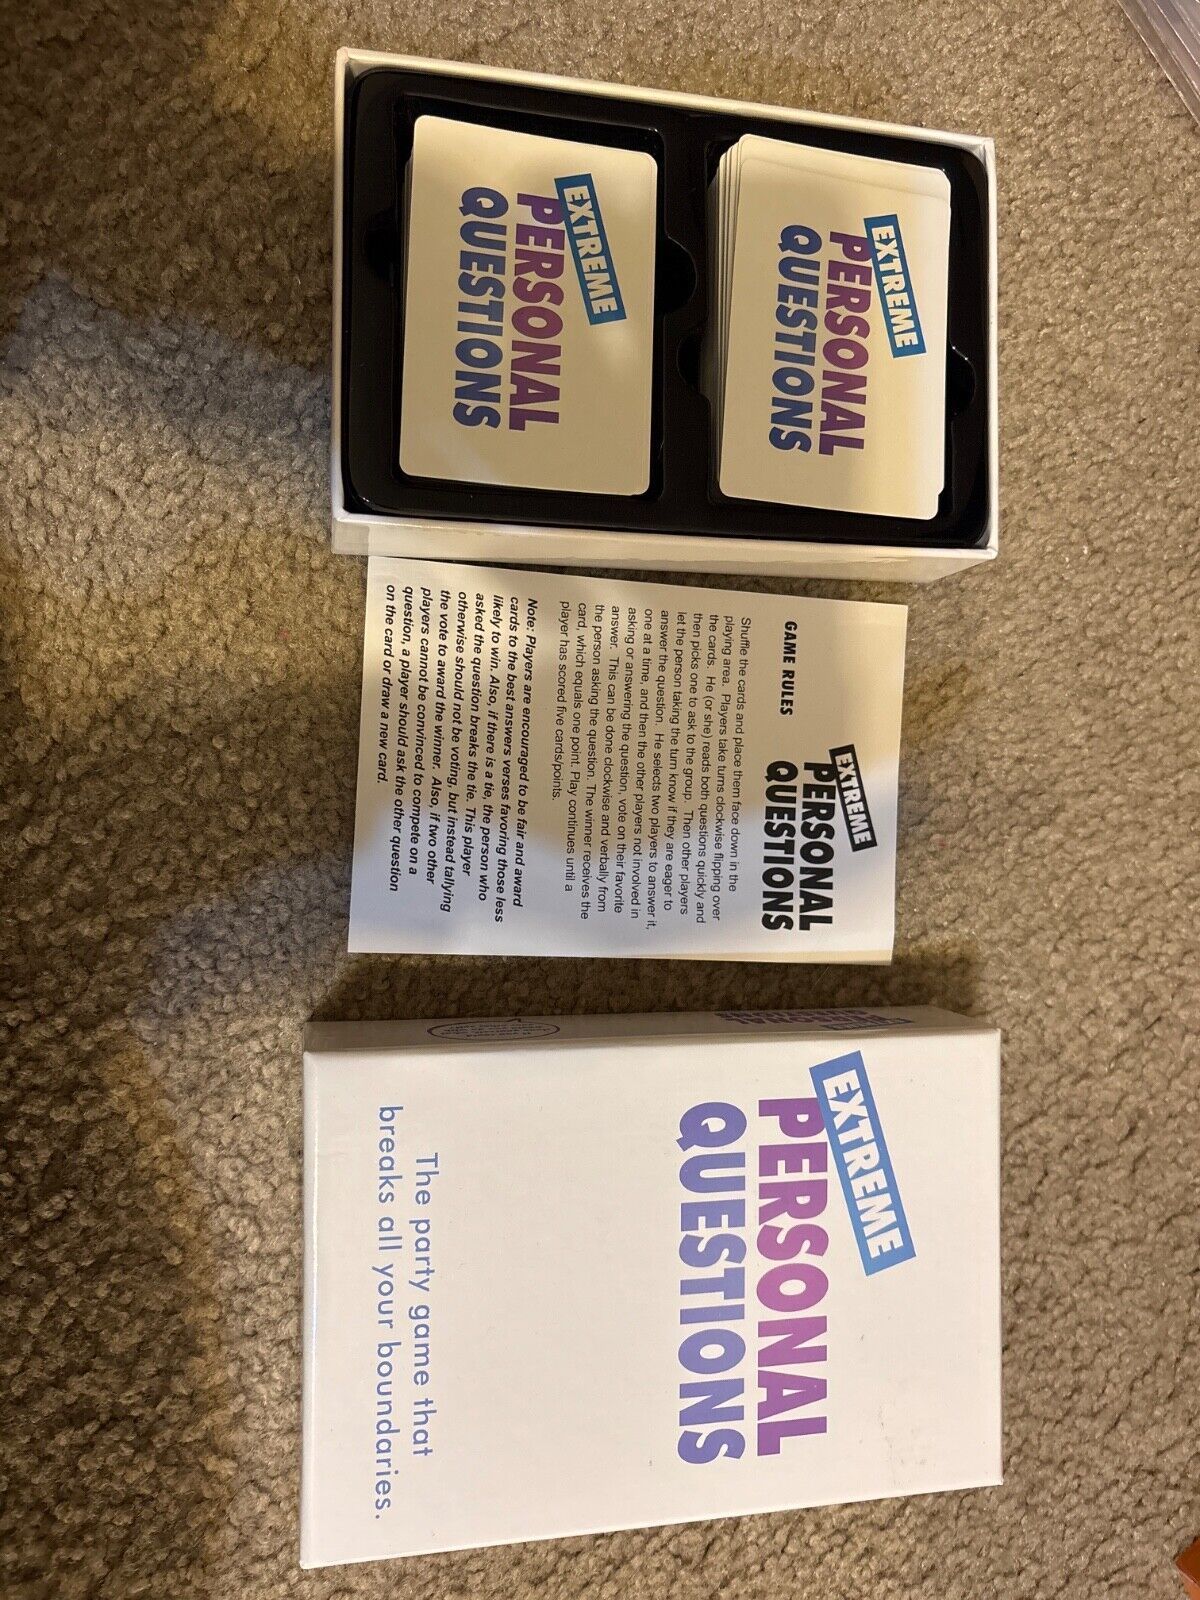 EXTREME
PERSONAL
QUESTIONS
EXTREME
PERSONAL
QUESTIONS
EXTREME
PERSONAL
QUESTIONS
GAME RULES
Shuffle the cards and place them face down in the
playing area. Players take turns clockwise flipping over
the cards. He (or she) reads both questions quickly and
then picks one to ask to the group. Then other players
let the person taking the turn know if they are eager to
answer the question. He selects two players to answer it,
one at a time, and then the other players not involved in
asking or answering the question, vote on their favorite
answer. This can be done clockwise and verbally from
the person asking the question. The winner receives the
card, which equals one point. Play continues until a
player has scored five cards/points.
Note: Players are encouraged to be fair and award
cards to the best answers verses favoring those less
likely to win. Also, if there is a tie, the person who
asked the question breaks the tie. This player
otherwise should not be voting, but instead tallying
the vote to award the winner. Also, if two other
players cannot be convinced to compete on a
question, a player should ask the other question
on the card or draw a new card.
EXTREME
PERSONAL
QUESTIONS
EXTREME
PERSONAL
QUESTIONS
The party game that
breaks all your boundaries.